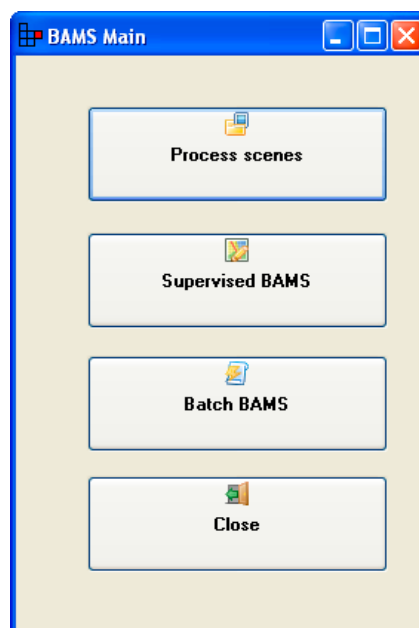 BAMS Main
Process scenes
Supervised BAMS
Batch BAMS
Close